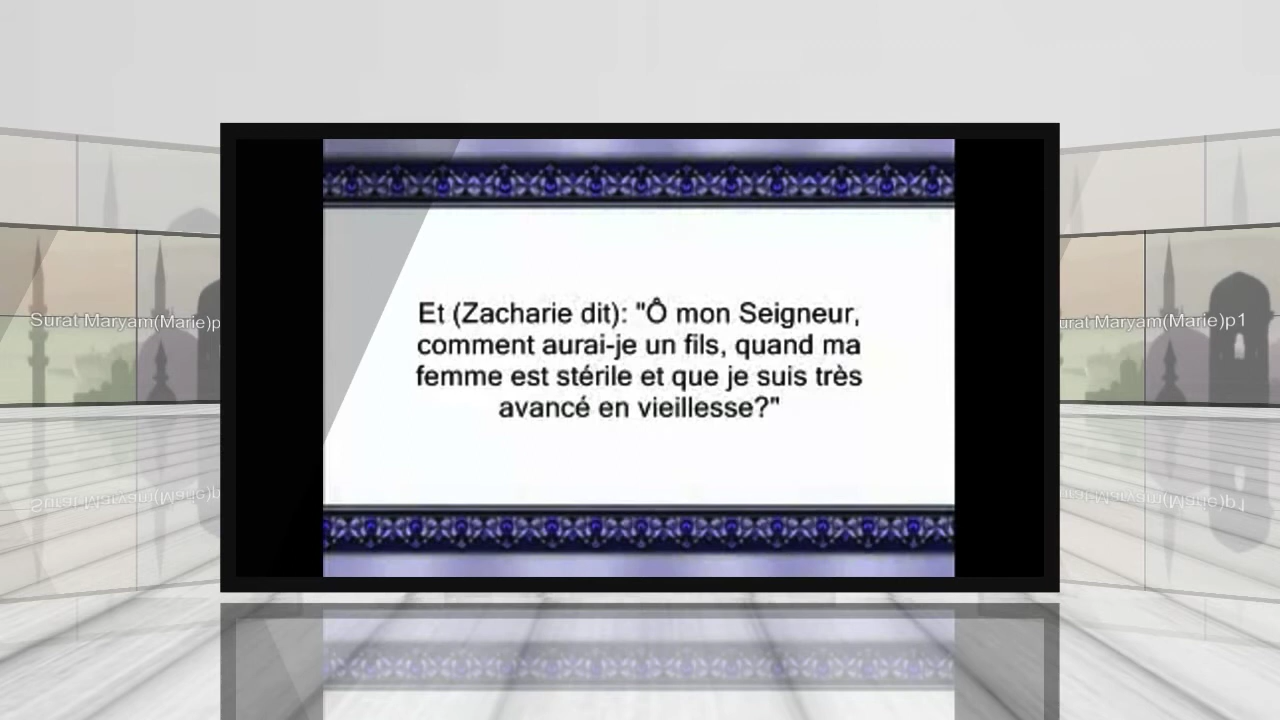 Et (Zacharie dit): "Ô mon Seigneur,
comment aurai-je un fils, quand ma
femme est stérile et que je suis très
avancé en vieillesse?"
Surat Maryam(Marie)p
urat Maryam(Marie)p1